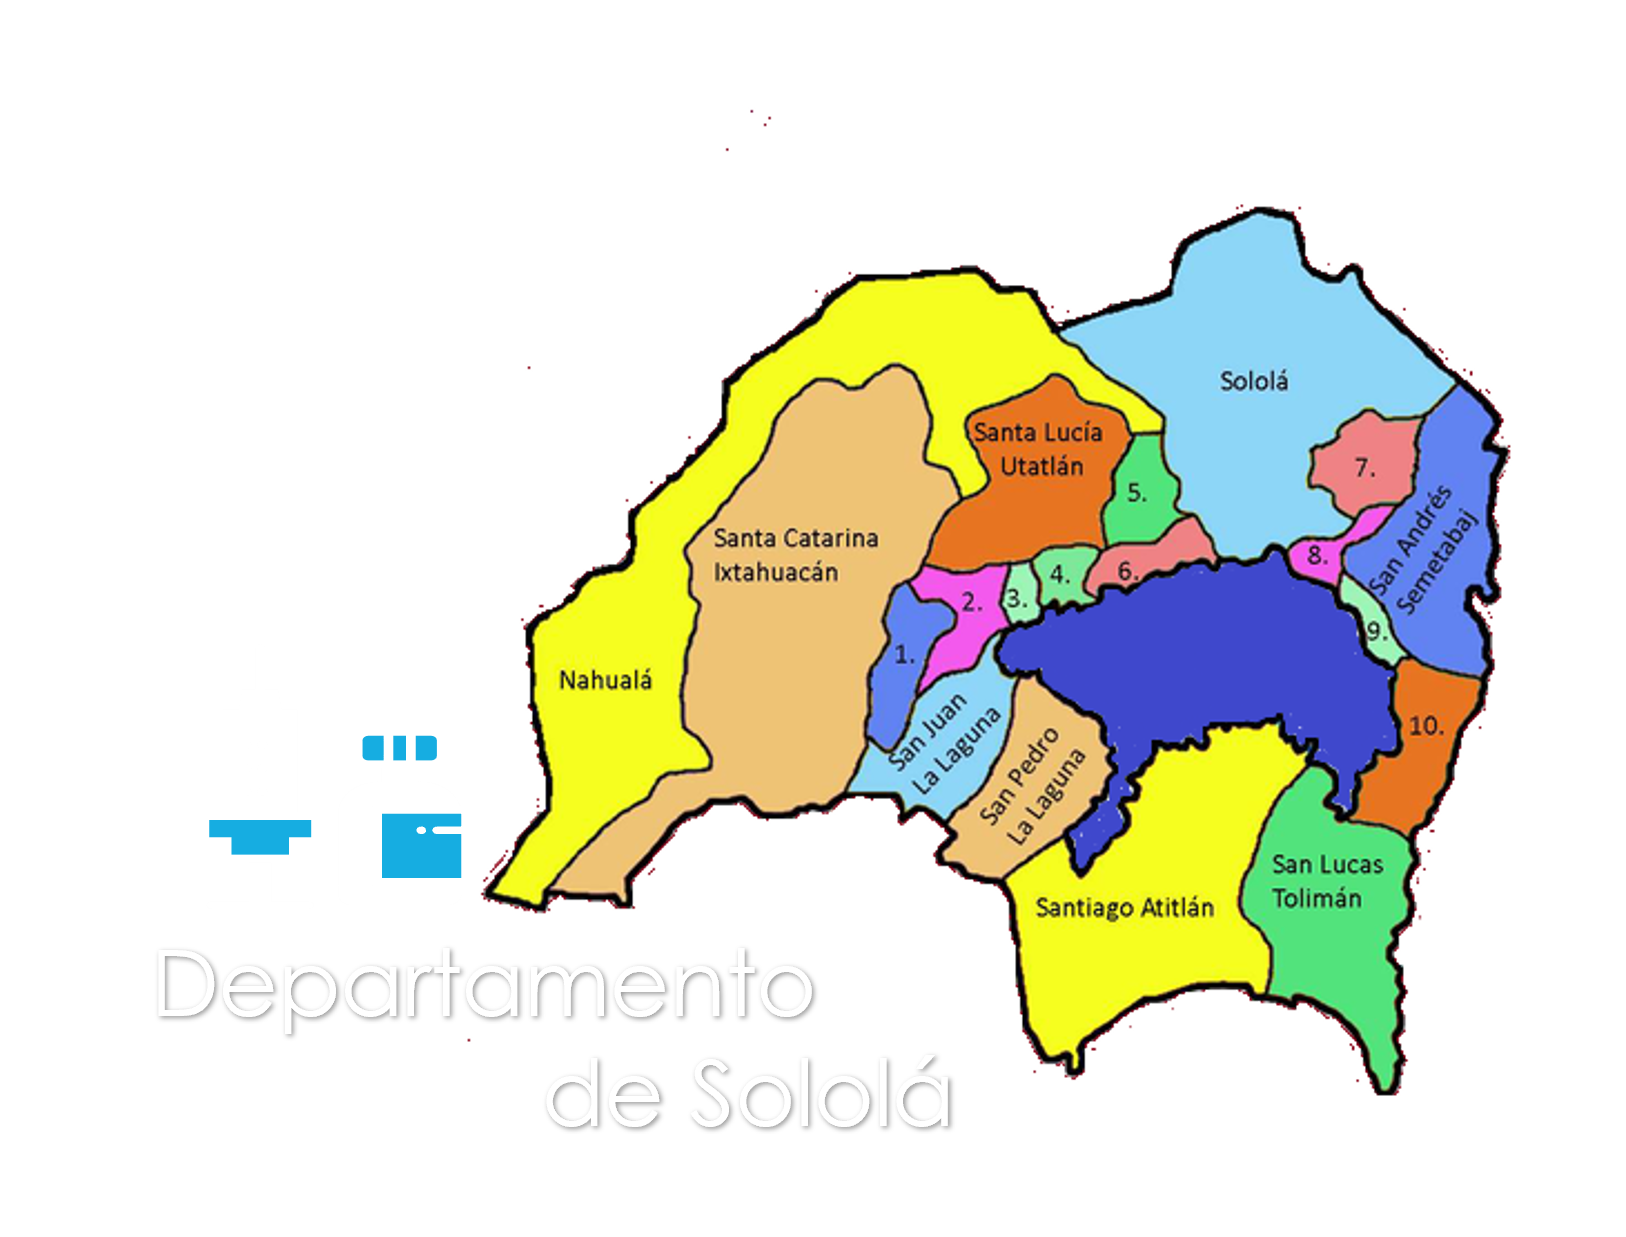 Sololá
Santa Lucía
Utatlán
7.
5.
San Andrés
Semetabaj
Santa Catarina
Ixtahuacán
8.
6.
4.
3.
2.
9.
1.
Nahualá
San Juan
La Laguna
10.
San Pedro
La Laguna
San Lucas
Tolimán
Santiago Atitlán
Departamento
de Sololá